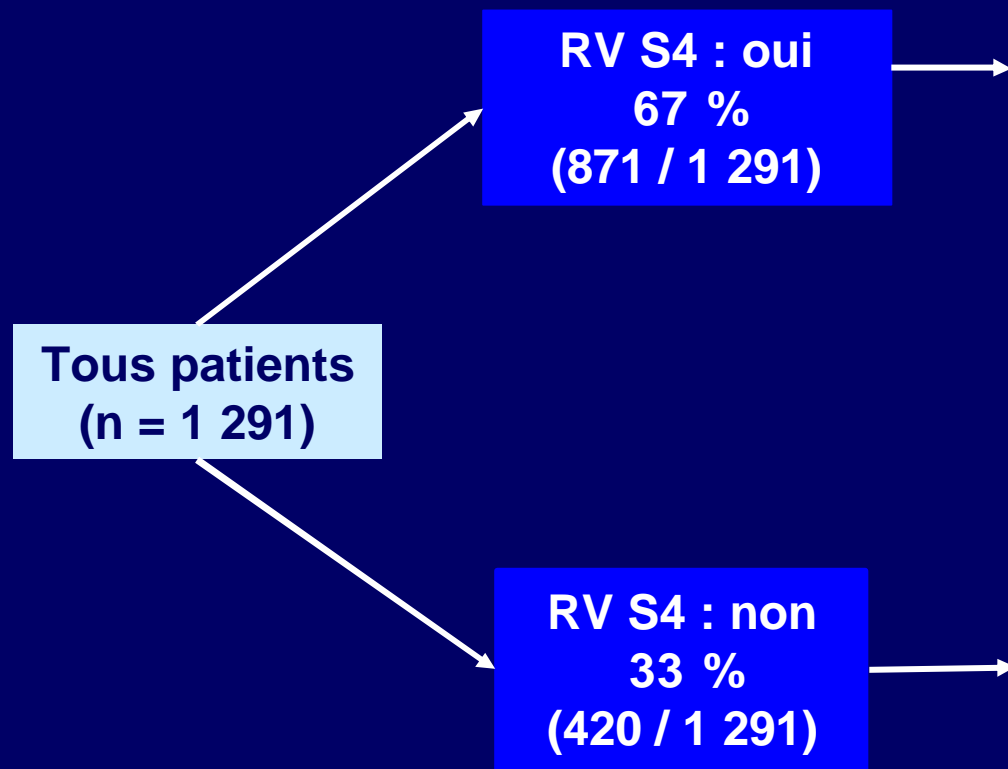 RV S4 : oui
67 %
(871 / 1 291)
Tous patients
(n = 1 291)
RV S4 : non
33 %
(420 / 1 291)